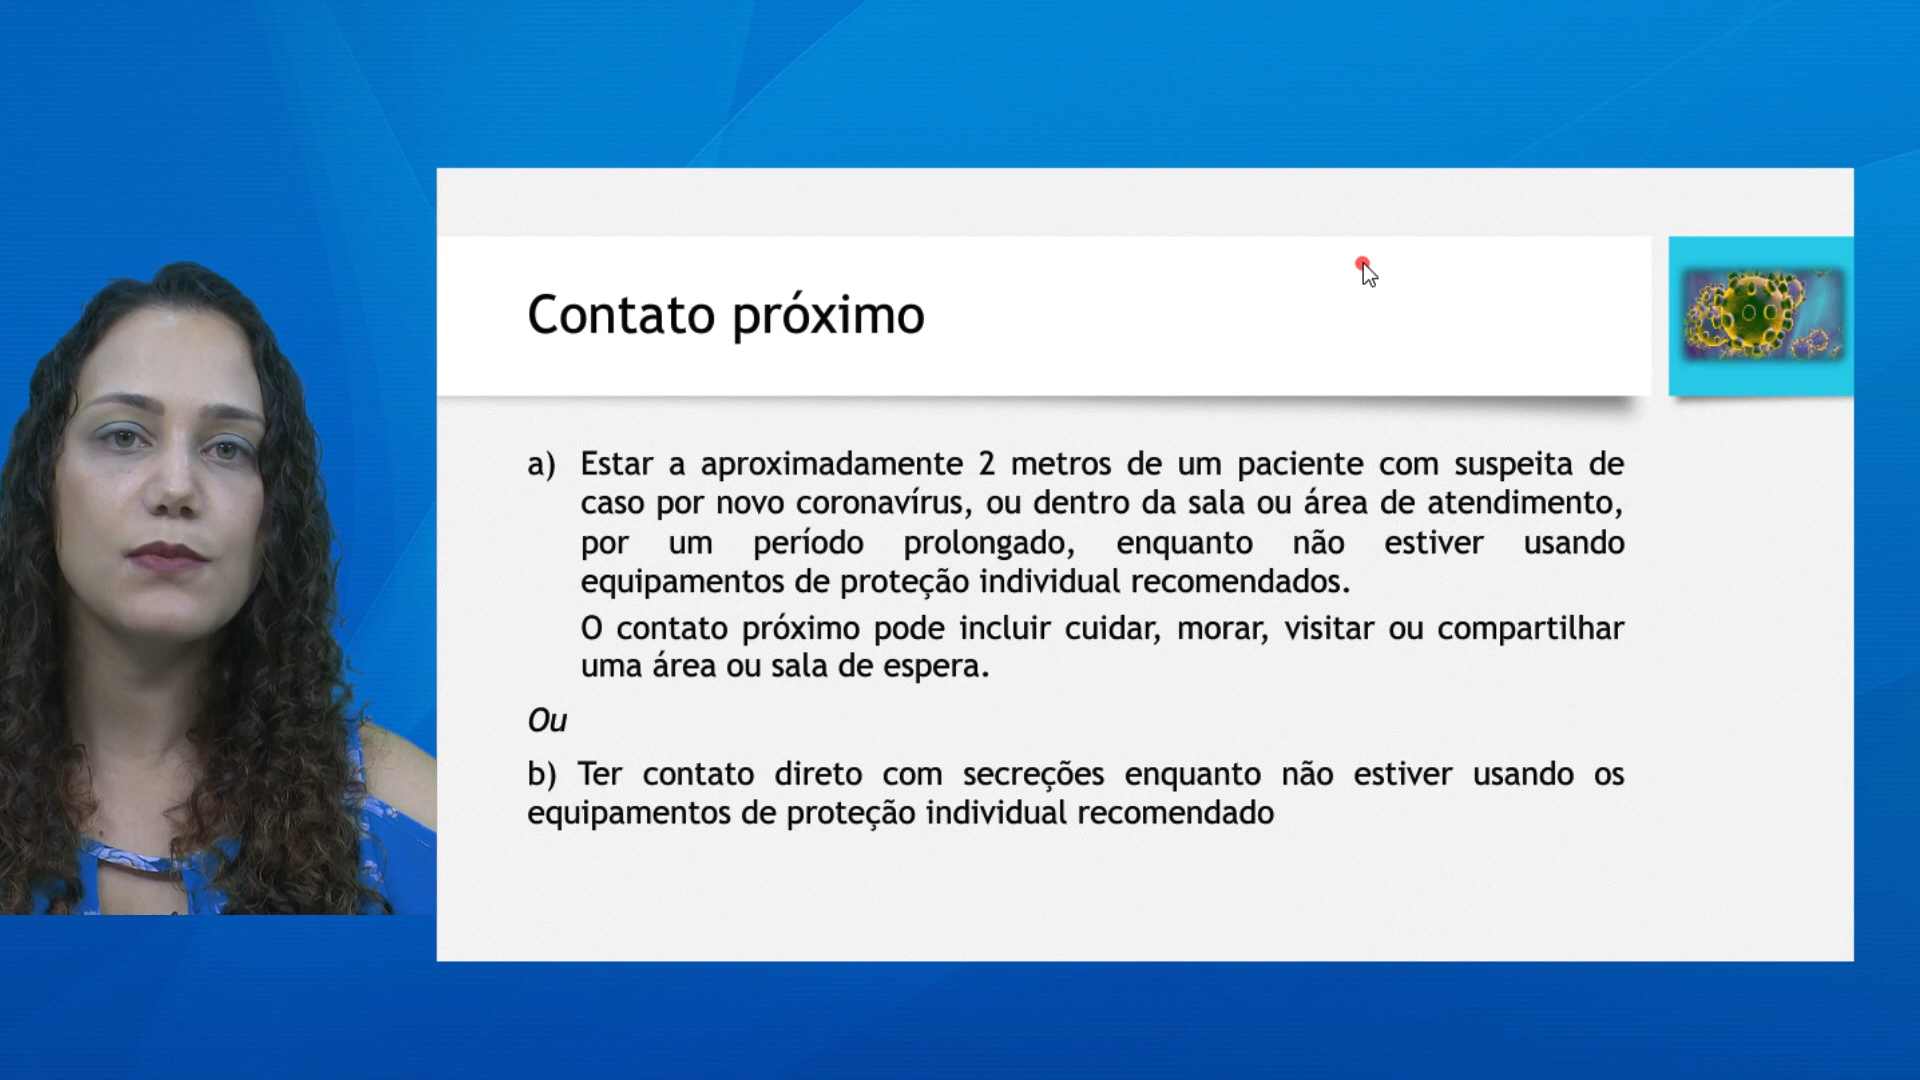 Contato próximo
a) Estar a aproximadamente 2 metros de um paciente com suspeita de
caso por novo coronavírus, ou dentro da sala ou área de atendimento,
por um período prolongado, enquanto não estiver usando
equipamentos de proteção individual recomendados.
O contato próximo pode incluir cuidar, morar, visitar ou compartilhar
uma área ou sala de espera.
Ou
b) Ter contato direto com secreções enquanto não estiver usando os
equipamentos de proteção individual recomendado